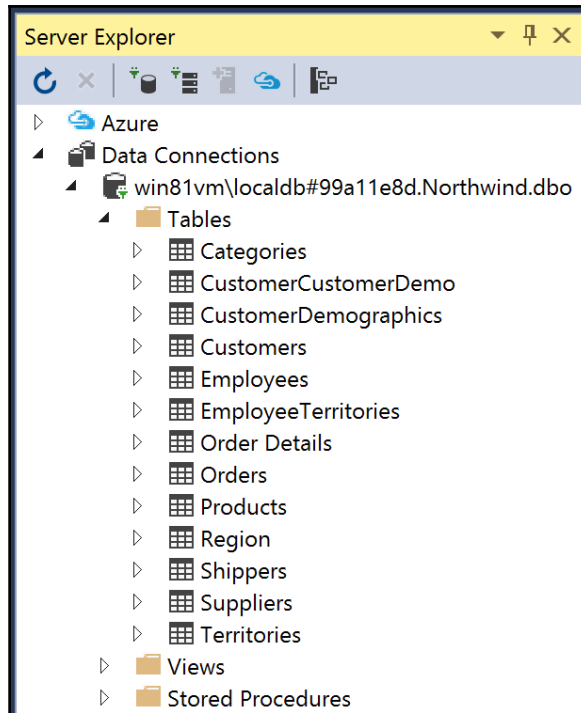 Server Explorer
Azure
Data Connections
win81vm\localdb#99a11e8d.Northwind.dbo
Tables
Categories
CustomerCustomerDemo
CustomerDemographics
Customers
Employees
EmployeeTerritories
Order Details
Orders
Products
Region
Shippers
Suppliers
Territories
Views
Stored Procedures